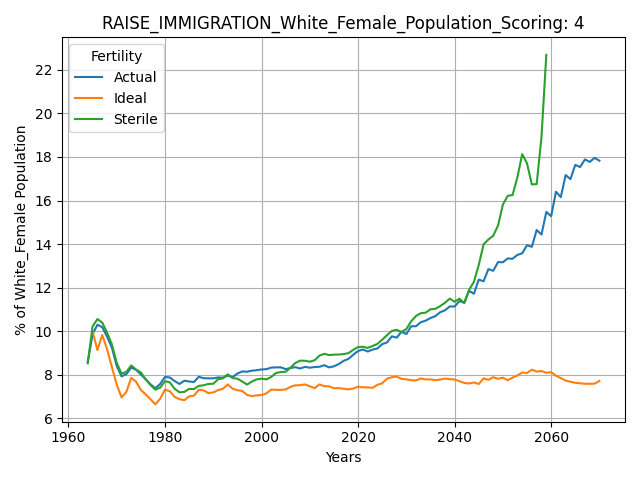 RAISE_IMMIGRATION_White_Female_Population_Scoring: 4
Fertility
Actual
Ideal
Sterile
% of White_Female Population
22
20
18
16
14
12
10
8
6
1960
1980
2000
2020
2040
2060
Years